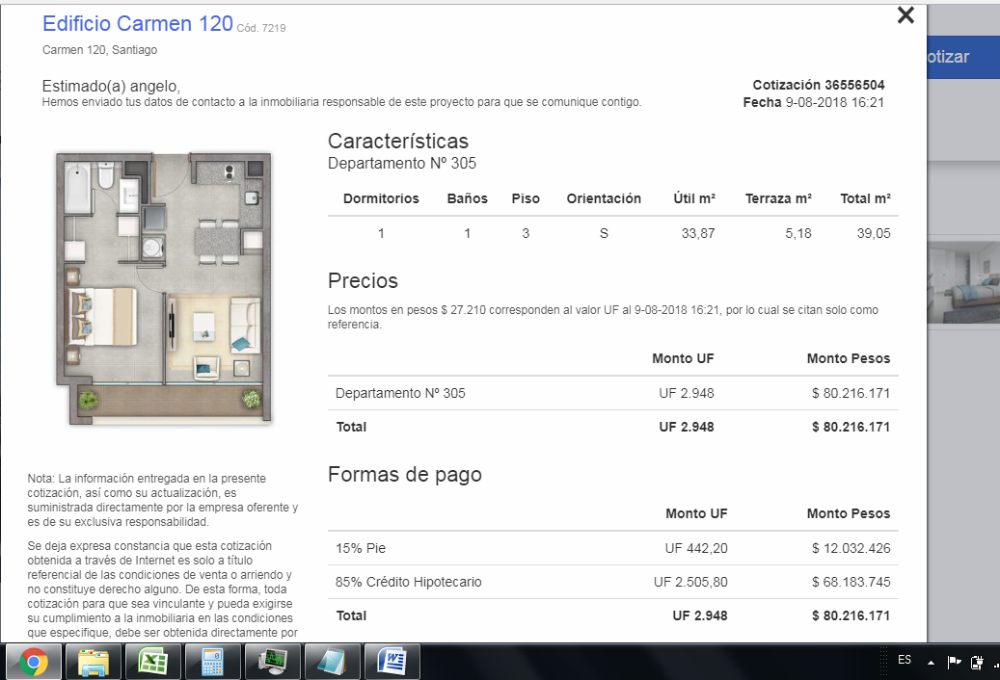 Edificio Carmen 120 Cód. 7219
Carmen 120, Santiago
Estimado(a) angelo,
Hemos enviado tus datos de contacto a la inmobiliaria responsable de este proyecto para que se comunique contigo.
Cotización 36556504
Fecha 9-08-2018 16:21
otizar
Características
Departamento Nº 305
Dormitorios Baños Piso Orientación Útil m² Terraza m² Total m²
1 1 3 S 33,87 5,18 39,05
Precios
Los montos en pesos $ 27.210 corresponden al valor UF al 9-08-2018 16:21, por lo cual se citan solo como
referencia.
Monto UF Monto Pesos
Departamento Nº 305 UF 2.948 $ 80.216.171
Total UF 2.948 $ 80.216.171
Formas de pago
Monto UF Monto Pesos
15% Pie UF 442,20 $ 12.032.426
85% Crédito Hipotecario UF 2.505,80 $ 68.183.745
Total UF 2.948 $ 80.216.171
Nota: La información entregada en la presente
cotización, así como su actualización, es
suministrada directamente por la empresa oferente y
es de su exclusiva responsabilidad.
Se deja expresa constancia que esta cotización
obtenida a través de Internet es solo a título
referencial de las condiciones de venta o arriendo y
no constituye derecho alguno. De esta forma, toda
cotización para que sea vinculante y pueda exigirse
su cumplimiento a la inmobiliaria en las condiciones
que especifique, debe ser obtenida directamente por
ES